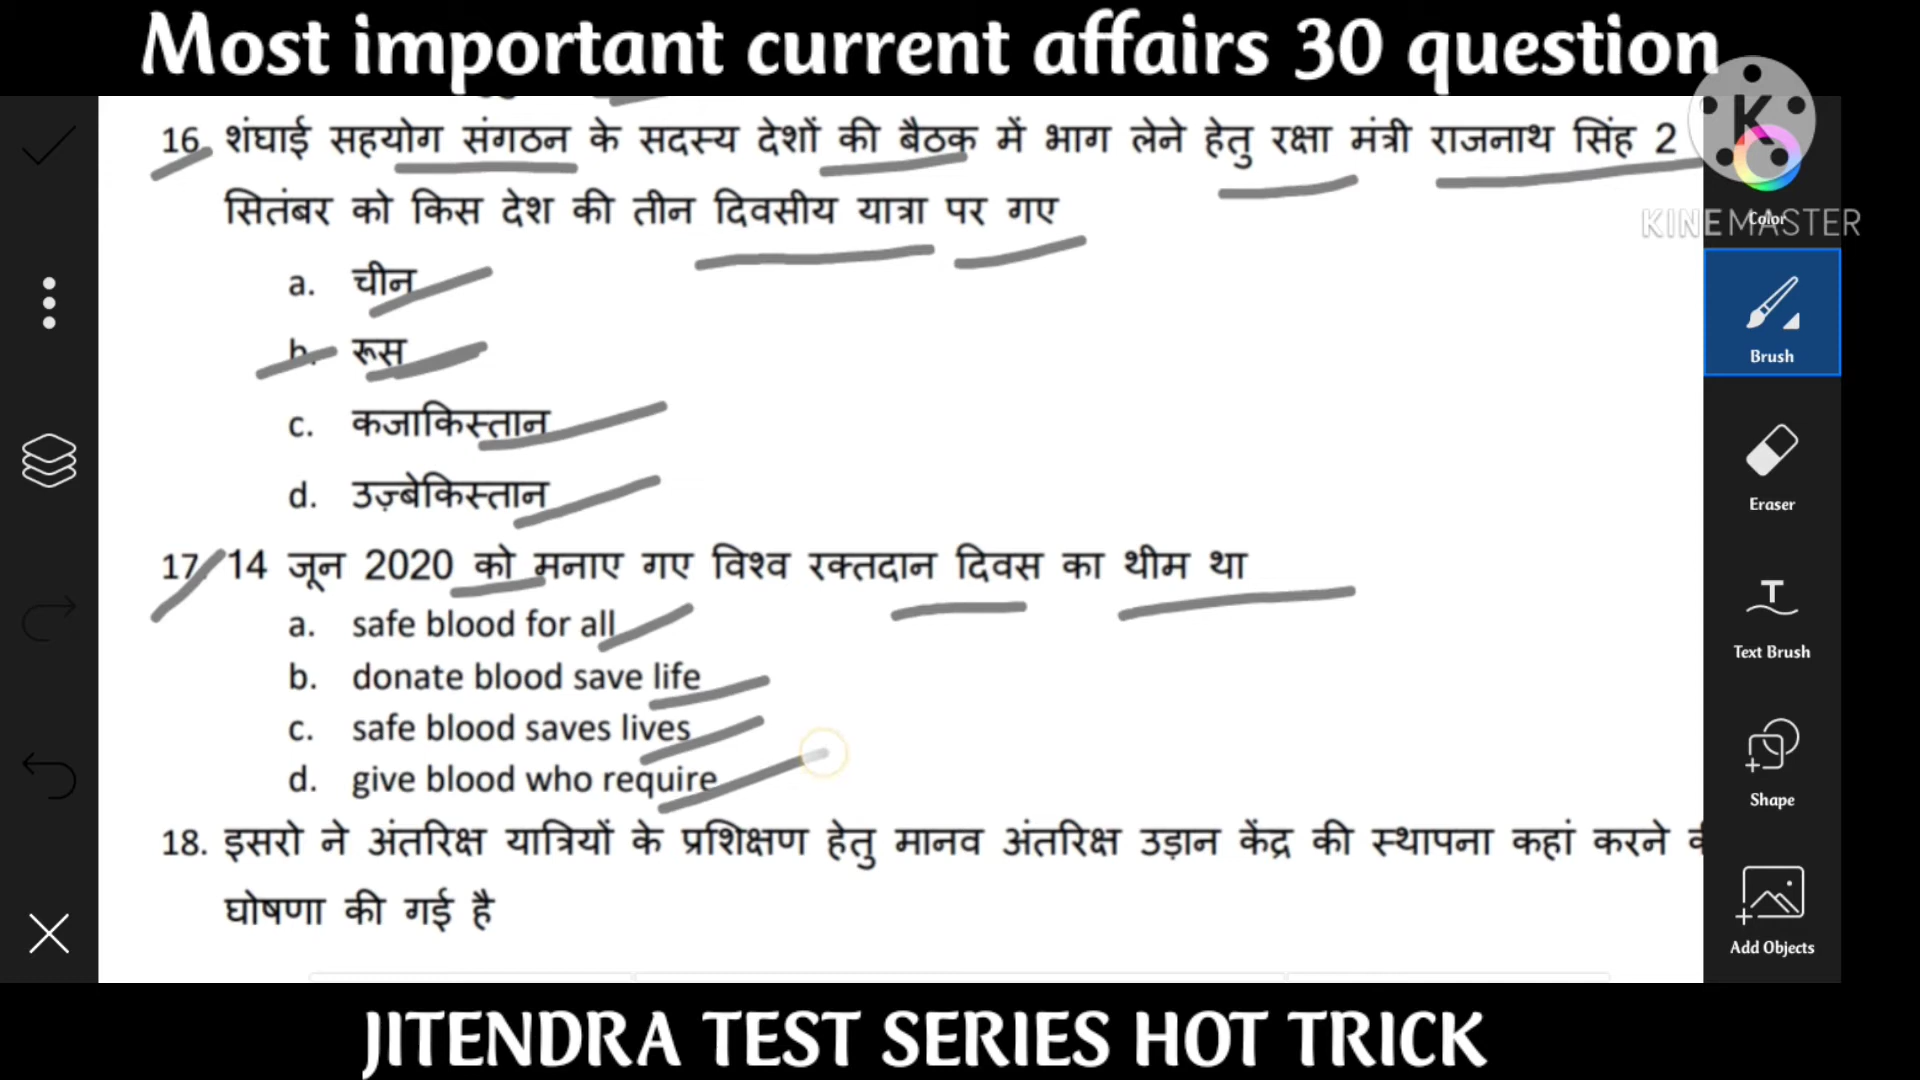 Most important current affairs 30 question
16. शंघाई सहयोग संगठन के सदस्य देशों की बैठक में भाग लेने हेतु रक्षा मंत्री राजनाथ सिंह 2
सितंबर को किस देश की तीन दिवसीय यात्रा पर गए
a. चीन
b. रूस
c. कजाकिस्तान
d. उज़्बेकिस्तान
17. 14 जून 2020 को मनाए गए विश्व रक्तदान दिवस का थीम था
a. safe blood for all
b. donate blood save life
c. safe blood saves lives
d. give blood who require
18. इसरो ने अंतरिक्ष यात्रियों के प्रशिक्षण हेतु मानव अंतरिक्ष उड़ान केंद्र की स्थापना कहां करने
घोषणा की गई है
K
KINEMASTER
Color
Brush
Eraser
Text Brush
Shape
Add Objects
JITENDRA TEST SERIES HOT TRICK